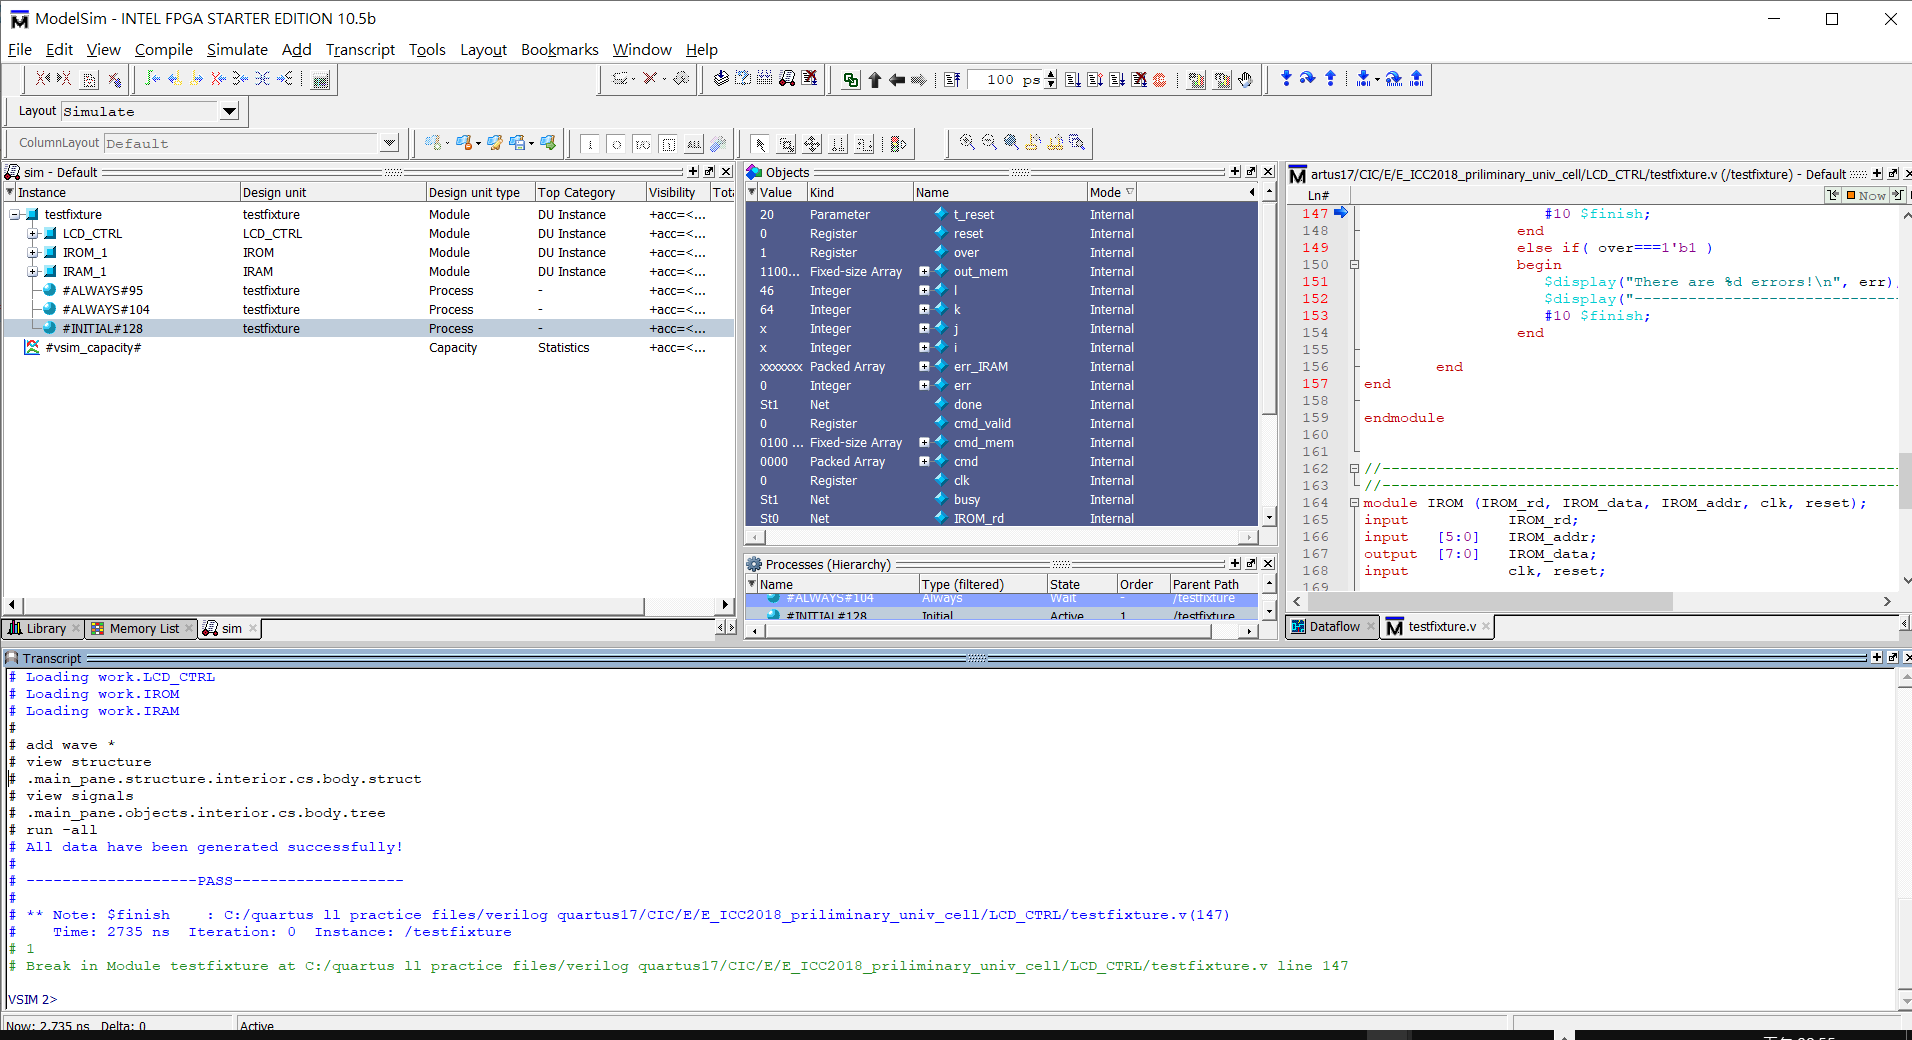 ModelSim - INTEL FPGA STARTER EDITION 10.5b
File Edit View Compile Simulate Add Transcript Tools Layout Bookmarks Window Help
100 ps
Layout Simulate
ColumnLayout Default
ALL
sim - Default
Instance Design unit Design unit type Top Category Visibility Tota
testfixture testfixture Module DU Instance +acc=<...
LCD_CTRL LCD_CTRL Module DU Instance +acc=<...
IROM_1 IROM Module DU Instance +acc=<...
IRAM_1 IRAM Module DU Instance +acc=<...
#ALWAYS#95 testfixture Process - +acc=<...
#ALWAYS#104 testfixture Process - +acc=<...
#INITIAL#128 testfixture Process - +acc=<...
#vsim_capacity# Capacity Statistics +acc=<...
Library Memory List sim
Objects
Value Kind Name Mode
20 Parameter t_reset Internal
0 Register reset Internal
1 Register over Internal
1100... Fixed-size Array out_mem Internal
46 Integer l Internal
64 Integer k Internal
x Integer j Internal
x Integer i Internal
xxxxxxx Packed Array err_IRAM Internal
0 Integer err Internal
St1 Net done Internal
0 Register cmd_valid Internal
0100 ... Fixed-size Array cmd_mem Internal
0000 Packed Array cmd Internal
0 Register clk Internal
St1 Net busy Internal
St0 Net IROM_rd Internal
Processes (Hierarchy)
Name Type (filtered) State Order Parent Path
#ALWAYS#104 Always Wait - /testfixture
#INITIAL#128 Initial Active 1 /testfixture
artus17/CIC/E/E_ICC2018_priliminary_univ_cell/LCD_CTRL/testfixture.v (/testfixture) - Default
Ln# Now
147 #10 $finish;
148 end
149 else if( over===1'b1 )
150 begin
151 $display("There are %d errors!\n", err)
152 $display("-----------------------------
153 #10 $finish;
154 end
155
156 end
157 end
158
159 endmodule
160
161
162 //---------------------------------------------------------
163 //---------------------------------------------------------
164 module IROM (IROM_rd, IROM_data, IROM_addr, clk, reset);
165 input IROM_rd;
166 input [5:0] IROM_addr;
167 output [7:0] IROM_data;
168 input clk, reset;
169
Dataflow testfixture.v
Transcript
# Loading work.LCD_CTRL
# Loading work.IROM
# Loading work.IRAM
#
# add wave *
# view structure
# .main_pane.structure.interior.cs.body.struct
# view signals
# .main_pane.objects.interior.cs.body.tree
# run -all
# All data have been generated successfully!
#
# -------------------PASS-------------------
#
# ** Note: $finish : C:/quartus ll practice files/verilog quartus17/CIC/E/E_ICC2018_priliminary_univ_cell/LCD_CTRL/testfixture.v(147)
# Time: 2735 ns Iteration: 0 Instance: /testfixture
# 1
# Break in Module testfixture at C:/quartus ll practice files/verilog quartus17/CIC/E/E_ICC2018_priliminary_univ_cell/LCD_CTRL/testfixture.v line 147
VSIM 2>
Now: 2,735 ns Delta: 0 Active